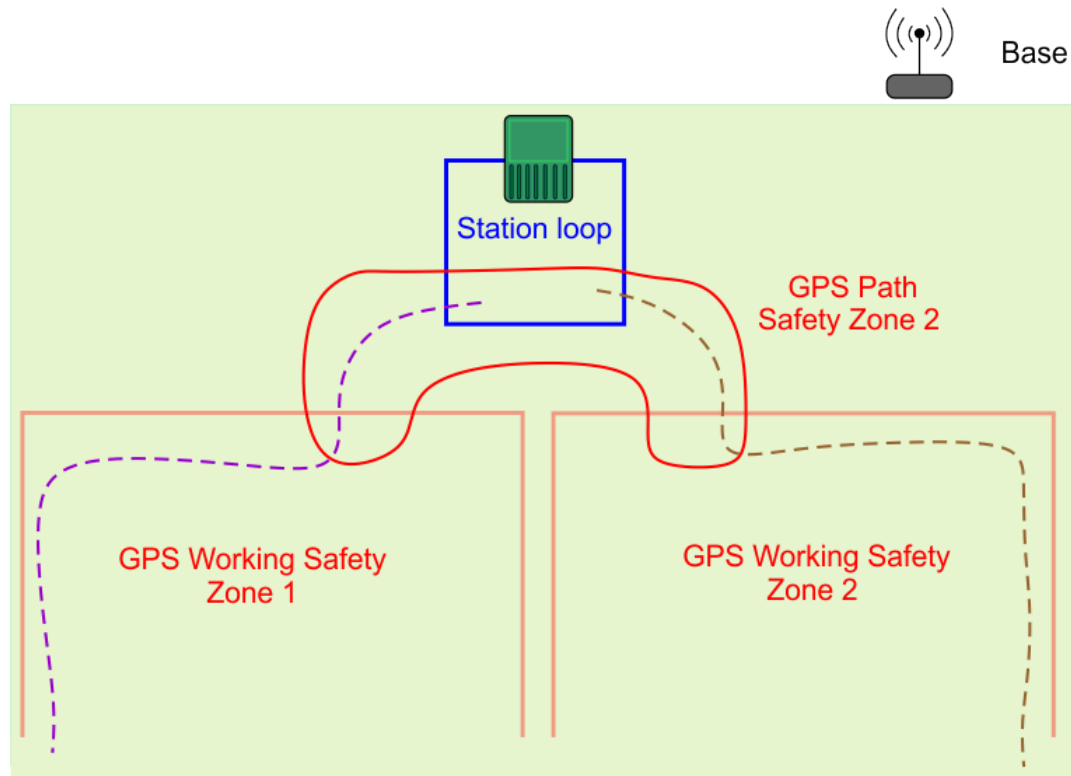 Base
Station loop
GPS Path
Safety Zone 2
GPS Working Safety
Zone 1
GPS Working Safety
Zone 2